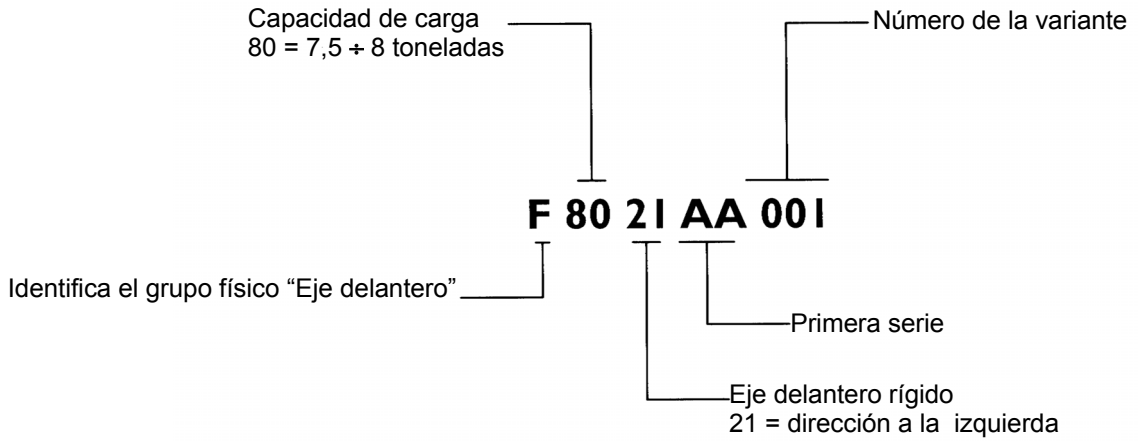 Capacidad de carga
80 = 7,5 ÷ 8 toneladas
Número de la variante
F 80 21 AA 001
Identifica el grupo físico “Eje delantero”
Primera serie
Eje delantero rígido
21 = dirección a la izquierda